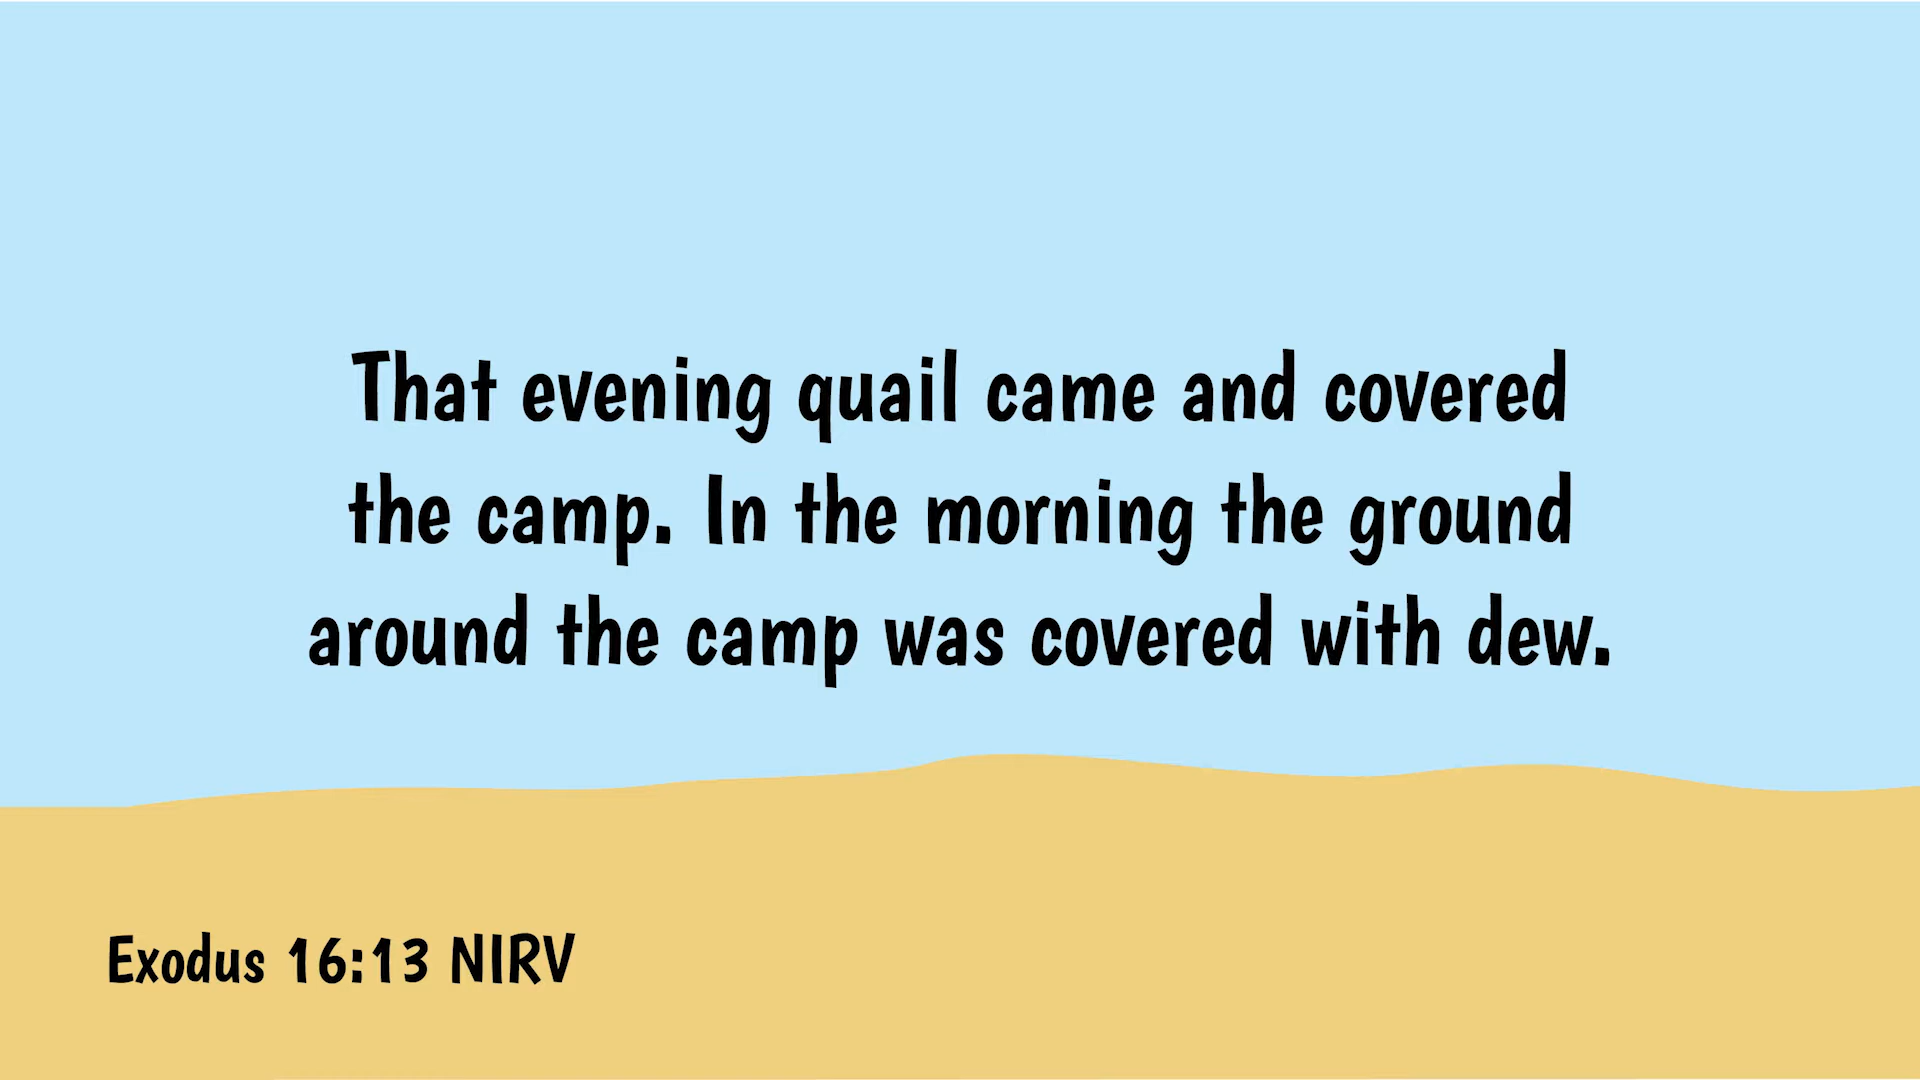 That evening quail came and covered
the camp. In the morning the ground
around the camp was covered with dew.
Exodus 16:13 NIRV